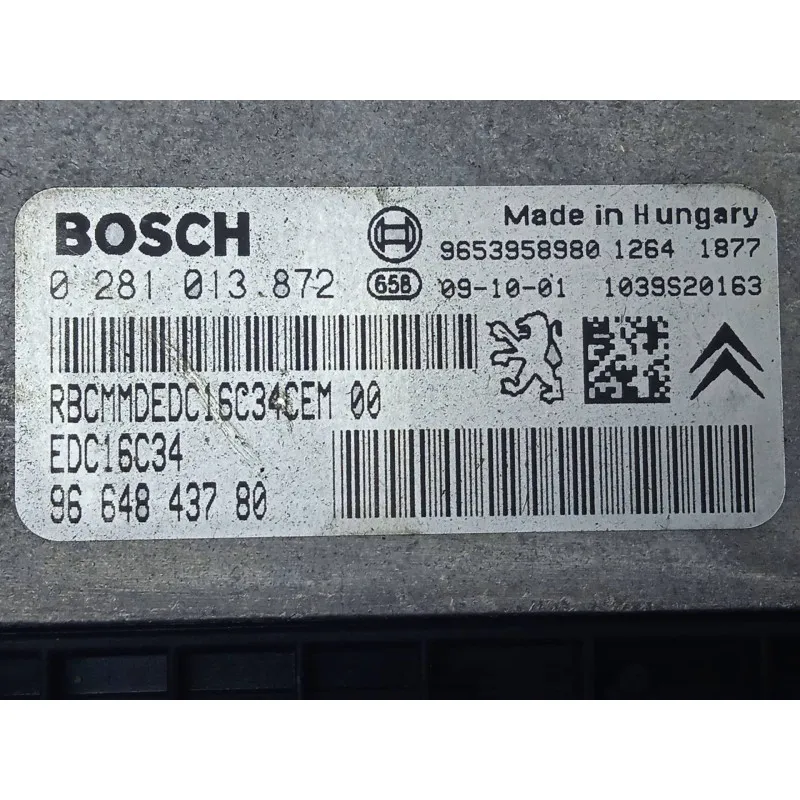 BOSCH
Made in Hungary
9653958980 1264 1877
0 281 013 872
65B
09-10-01 1039S20163
RBCMMDEDC16C34CEM 00
EDC16C34
96 648 437 80